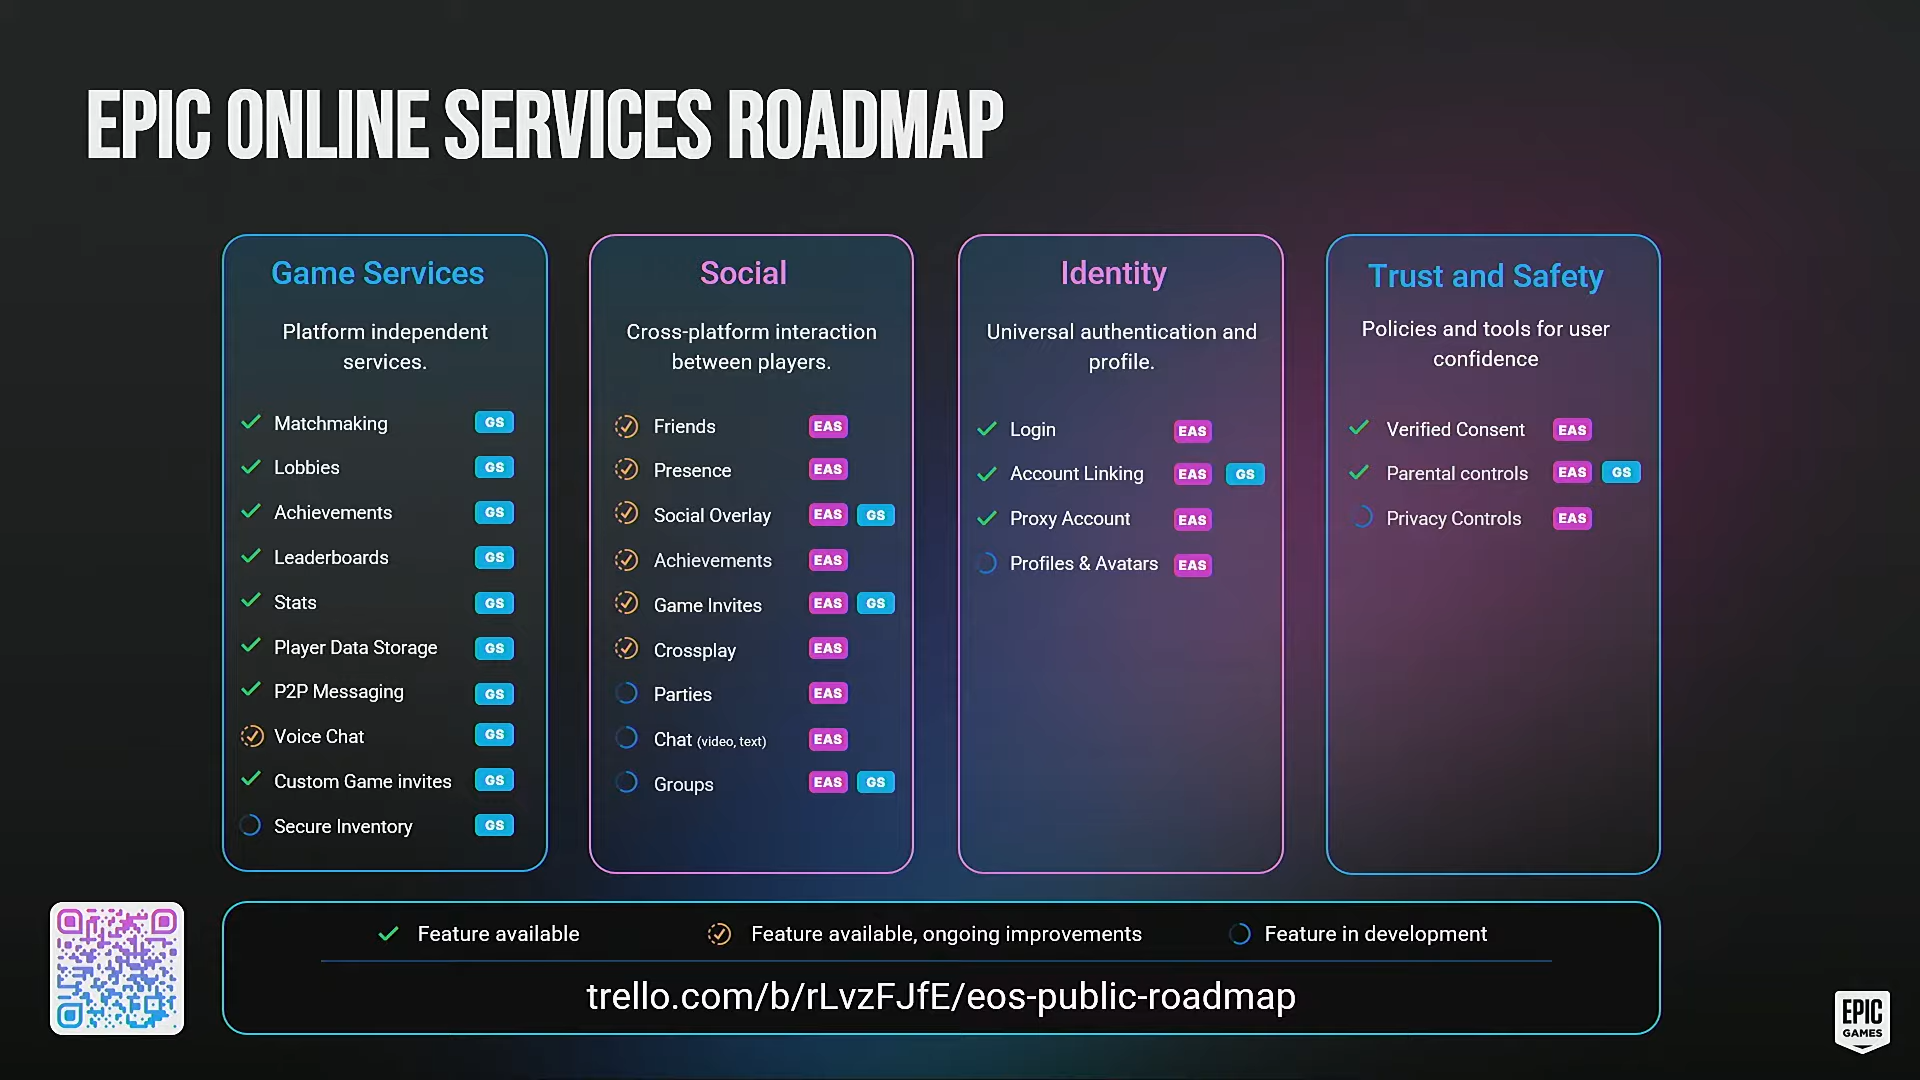 EPIC ONLINE SERVICES ROADMAP
Game Services
Platform independent
services.
Matchmaking GS
Lobbies GS
Achievements GS
Leaderboards GS
Stats GS
Player Data Storage GS
P2P Messaging GS
Voice Chat GS
Custom Game invites GS
Secure Inventory GS
Social
Cross-platform interaction
between players.
Friends EAS
Presence EAS
Social Overlay EAS GS
Achievements EAS
Game Invites EAS GS
Crossplay EAS
Parties EAS
Chat (video, text) EAS
Groups EAS GS
Identity
Universal authentication and
profile.
Login EAS
Account Linking EAS GS
Proxy Account EAS
Profiles & Avatars EAS
Trust and Safety
Policies and tools for user
confidence
Verified Consent EAS
Parental controls EAS GS
Privacy Controls EAS
Feature available
Feature available, ongoing improvements
Feature in development
trello.com/b/rLvzFJfE/eos-public-roadmap
EPIC
GAMES